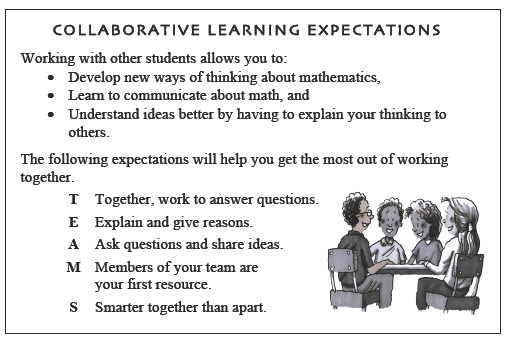 COLLABORATIVE LEARNING EXPECTATIONS
Working with other students allows you to:
• Develop new ways of thinking about mathematics,
• Learn to communicate about math, and
• Understand ideas better by having to explain your thinking to
others.
The following expectations will help you get the most out of working
together.
T Together, work to answer questions.
E Explain and give reasons.
A Ask questions and share ideas.
M Members of your team are
your first resource.
S Smarter together than apart.